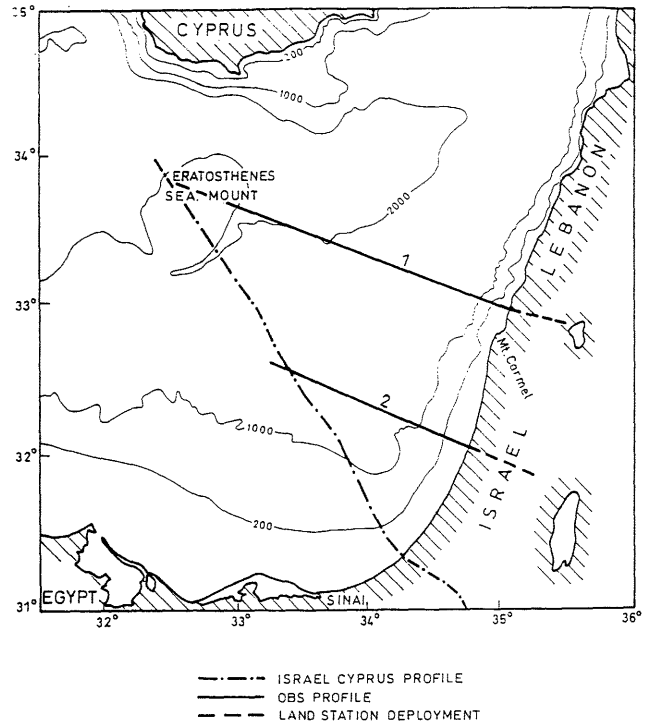 35°
CYPRUS
200
1000
34°
ERATOSTHENES
SEA. MOUNT
2000
LEBANON
1
33°
Mt. Carmel
2
1000
32°
ISRAEL
200
EGYPT
SINAI
31°
32°
33°
34°
35°
36°
ISRAEL CYPRUS PROFILE
OBS PROFILE
LAND STATION DEPLOYMENT